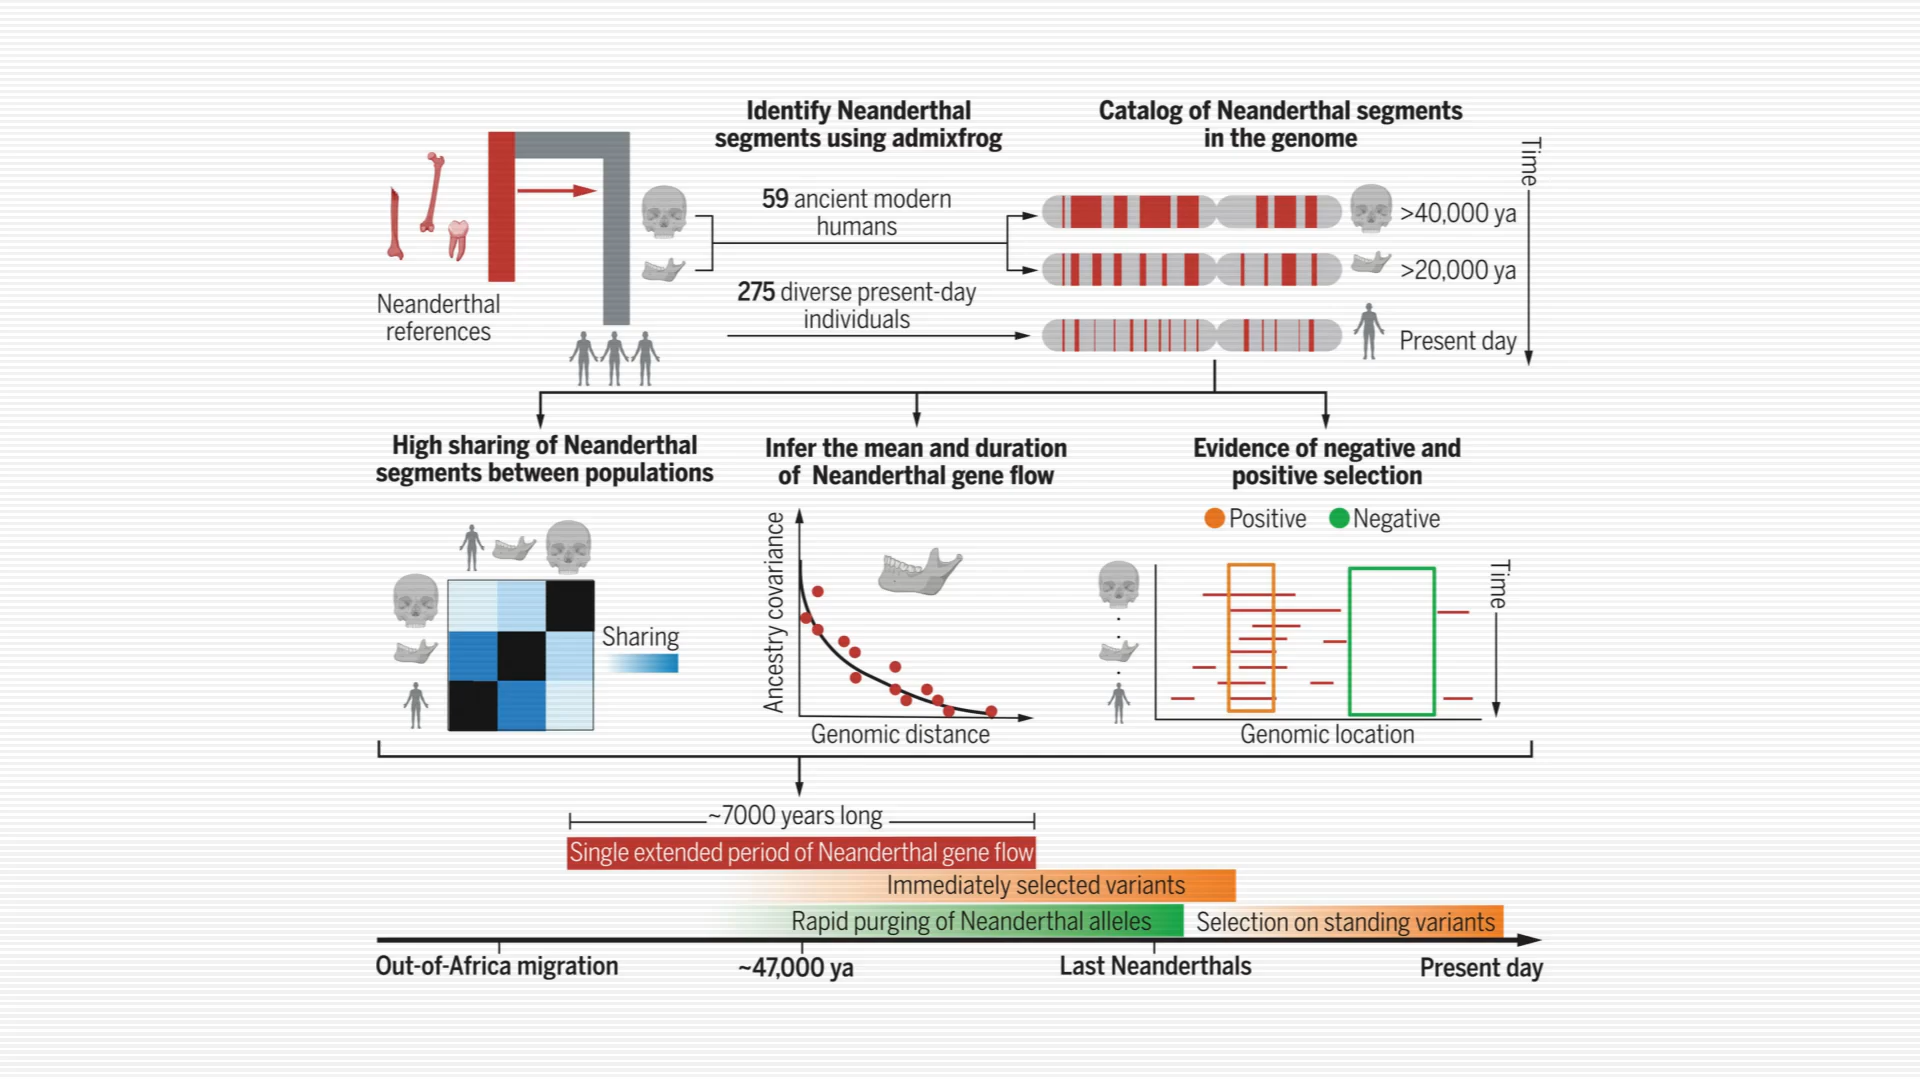 Identify Neanderthal
segments using admixfrog
Catalog of Neanderthal segments
in the genome
Time
59 ancient modern
humans
>40,000 ya
>20,000 ya
275 diverse present-day
individuals
Neanderthal
references
Present day
High sharing of Neanderthal
segments between populations
Infer the mean and duration
of Neanderthal gene flow
Evidence of negative and
positive selection
Positive
Negative
Sharing
Ancestry covariance
Genomic distance
Time
Genomic location
~7000 years long
Single extended period of Neanderthal gene flow
Immediately selected variants
Rapid purging of Neanderthal alleles
Selection on standing variants
Out-of-Africa migration
~47,000 ya
Last Neanderthals
Present day